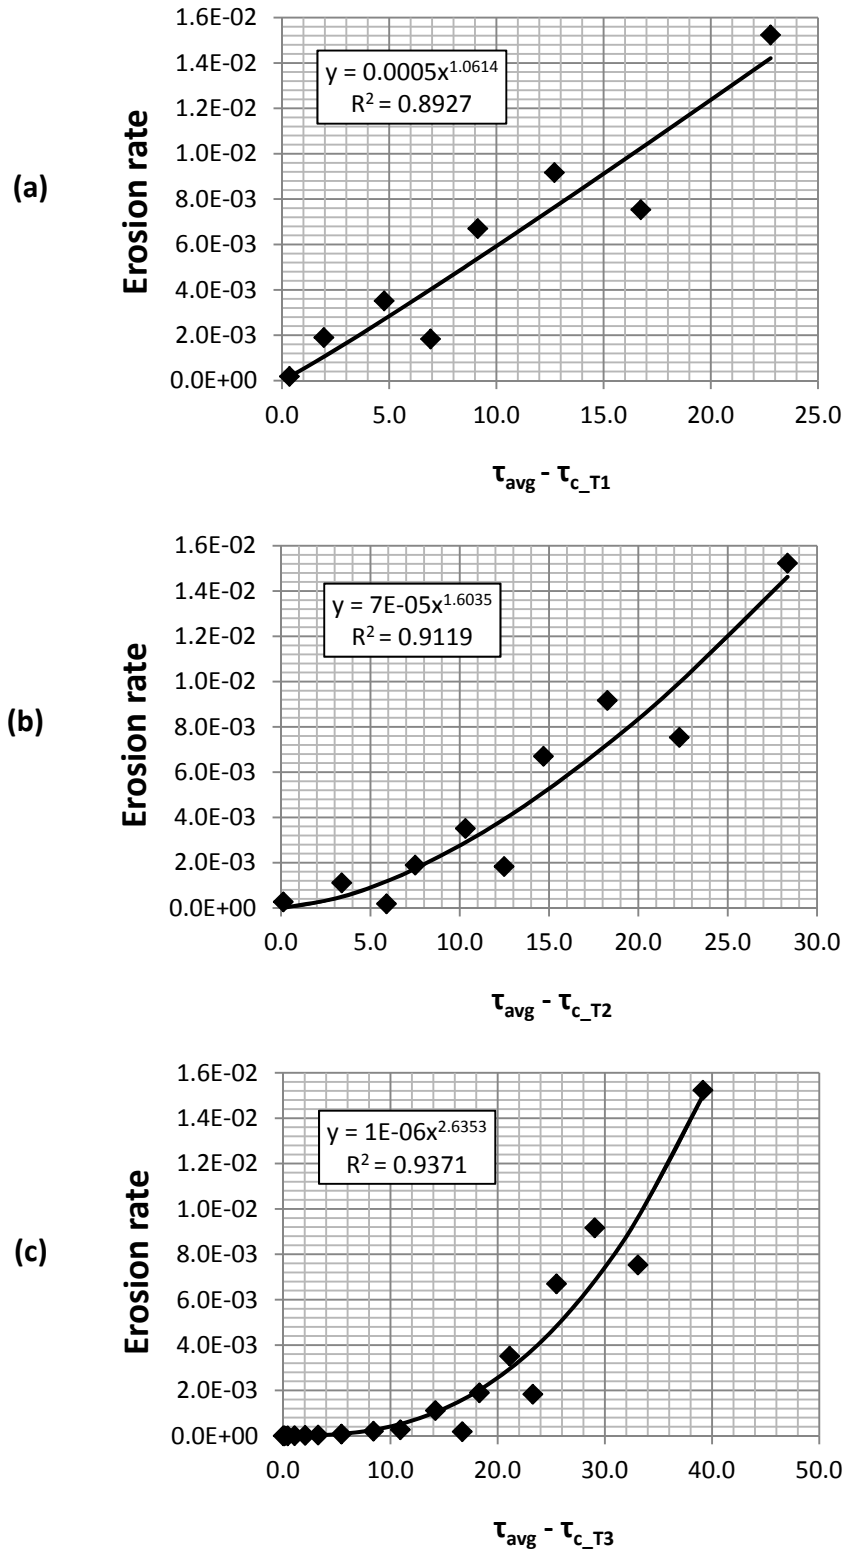 (a)
Erosion rate
1.6E-02
1.4E-02
1.2E-02
1.0E-02
8.0E-03
6.0E-03
4.0E-03
2.0E-03
0.0E+00
y = 0.0005x^1.0614
R² = 0.8927
0.0 5.0 10.0 15.0 20.0 25.0
τavg - τc_T1
(b)
Erosion rate
1.6E-02
1.4E-02
1.2E-02
1.0E-02
8.0E-03
6.0E-03
4.0E-03
2.0E-03
0.0E+00
y = 7E-05x^1.6035
R² = 0.9119
0.0 5.0 10.0 15.0 20.0 25.0 30.0
τavg - τc_T2
(c)
Erosion rate
1.6E-02
1.4E-02
1.2E-02
1.0E-02
8.0E-03
6.0E-03
4.0E-03
2.0E-03
0.0E+00
y = 1E-06x^2.6353
R² = 0.9371
0.0 10.0 20.0 30.0 40.0 50.0
τavg - τc_T3